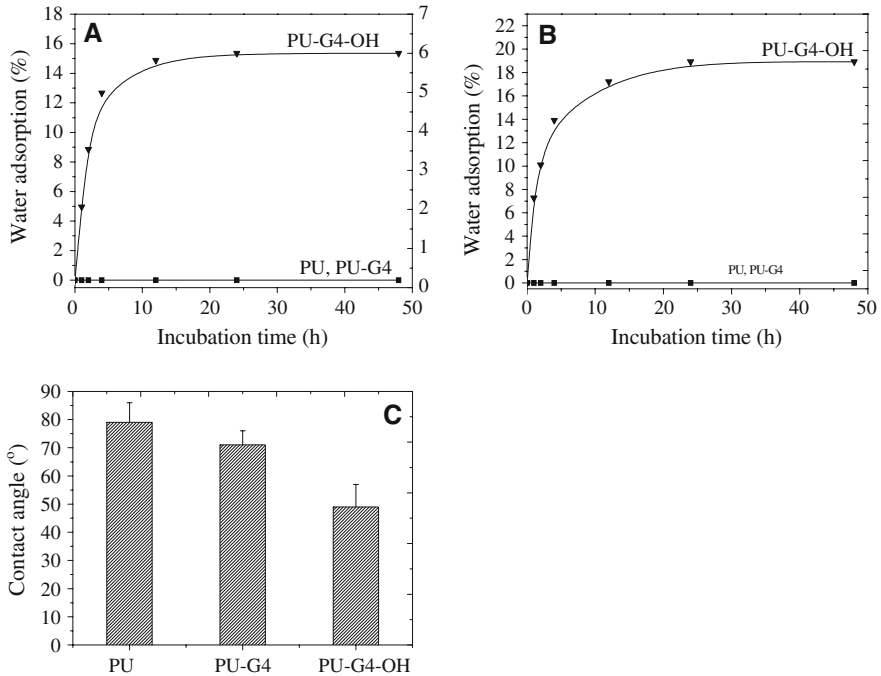 A
PU-G4-OH
PU, PU-G4
18
16
14
12
10
8
6
4
2
0
7
6
5
4
3
2
1
0
0 10 20 30 40 50
Water adsorption (%)
Incubation time (h)
B
PU-G4-OH
PU, PU-G4
22
20
18
16
14
12
10
8
6
4
2
0
0 10 20 30 40 50
Water adsorption (%)
Incubation time (h)
C
90
80
70
60
50
40
30
20
10
0
Contact angle (°)
PU PU-G4 PU-G4-OH